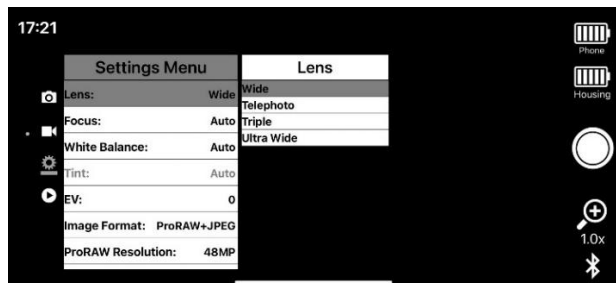 17:21
Settings Menu
Lens: Wide
Focus: Auto
White Balance: Auto
Tint: Auto
EV: 0
Image Format: ProRAW+JPEG
ProRAW Resolution: 48MP
Lens
Wide
Telephoto
Triple
Ultra Wide
Phone
Housing
1.0x